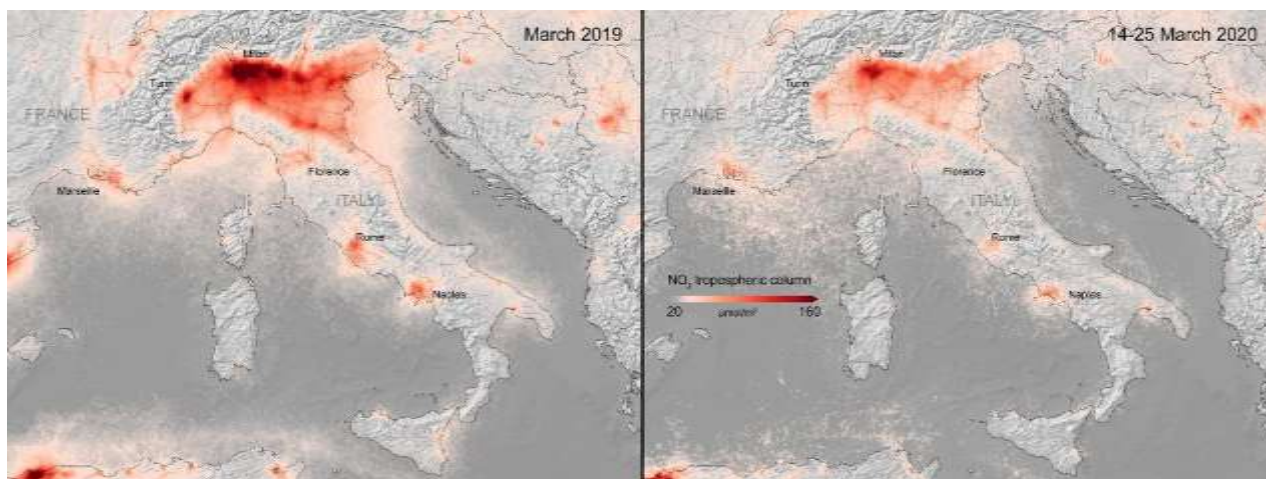 March 2019
Milan
Turin
FRANCE
Florence
Marseille
ITALY
Rome
Naples
14-25 March 2020
Milan
Turin
FRANCE
Florence
Marseille
ITALY
Rome
NO₂ tropospheric column
Naples
20 µmol/m² 160